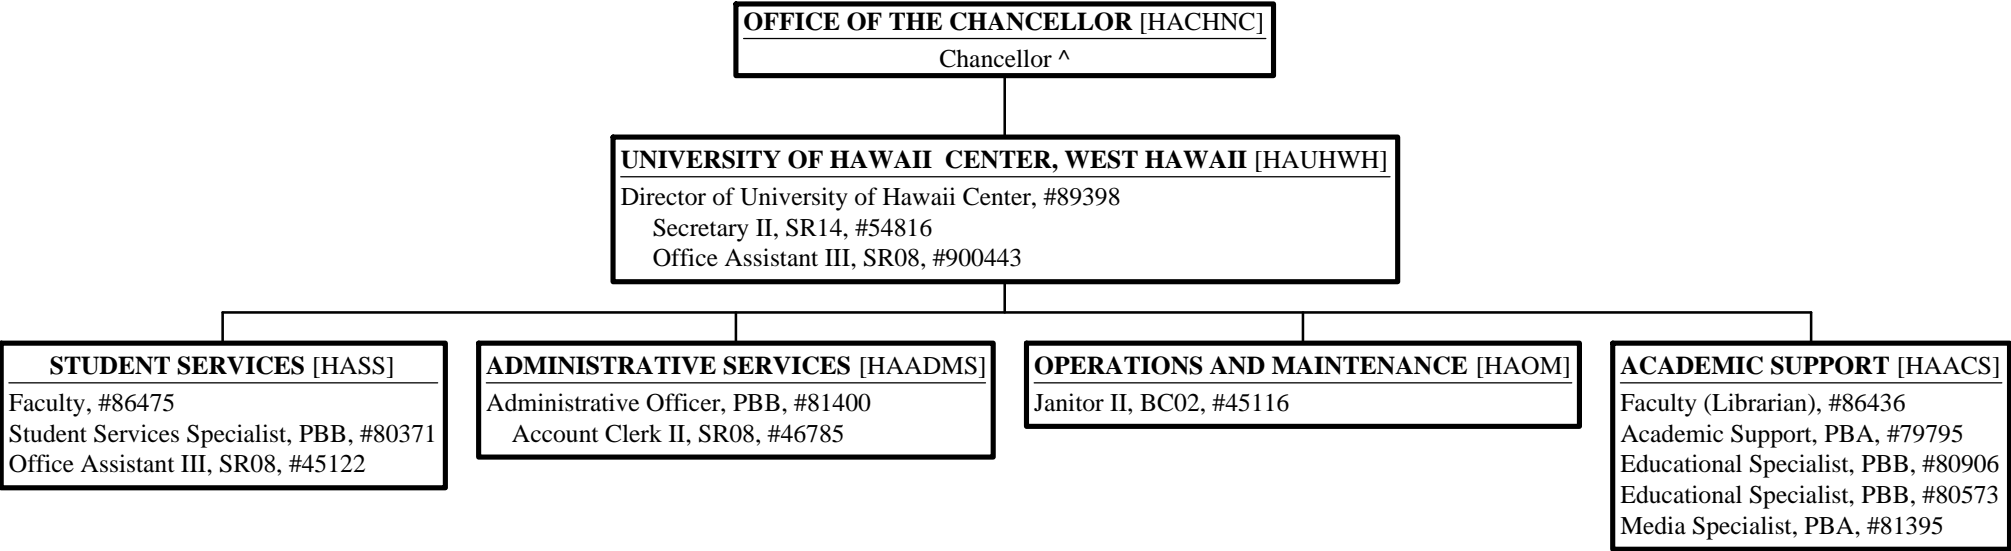 OFFICE OF THE CHANCELLOR [HACHNC]
Chancellor ^
UNIVERSITY OF HAWAII  CENTER, WEST HAWAII [HAUHWH]
Director of University of Hawaii Center, #89398
Secretary II, SR14, #54816
Office Assistant III, SR08, #900443
STUDENT SERVICES [HASS]
Faculty, #86475
Student Services Specialist, PBB, #80371
Office Assistant III, SR08, #45122
ADMINISTRATIVE SERVICES [HAADMS]
Administrative Officer, PBB, #81400
Account Clerk II, SR08, #46785
OPERATIONS AND MAINTENANCE [HAOM]
Janitor II, BC02, #45116
ACADEMIC SUPPORT [HAACS]
Faculty (Librarian), #86436
Academic Support, PBA, #79795
Educational Specialist, PBB, #80906
Educational Specialist, PBB, #80573
Media Specialist, PBA, #81395